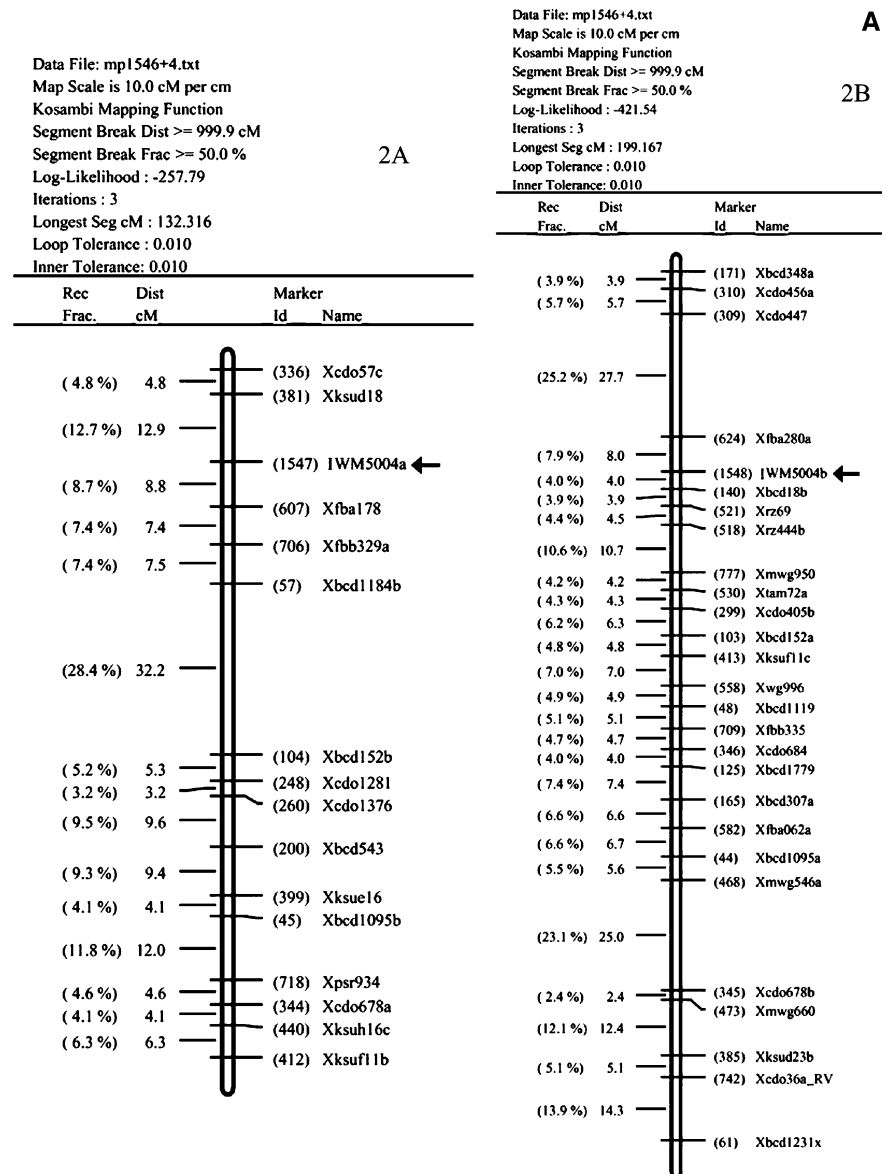 Data File: mp1546+4.txt
Map Scale is 10.0 cM per cm
Kosambi Mapping Function
Segment Break Dist >= 999.9 cM
Segment Break Frac >= 50.0 %
Log-Likelihood : -257.79
Iterations : 3
Longest Seg cM : 132.316
Loop Tolerance : 0.010
Inner Tolerance: 0.010
2A
Rec Dist Marker
Frac. cM Id Name
(336) Xcdo57c
( 4.8 %) 4.8
(381) Xksud18
(12.7 %) 12.9
(1547) IWM5004a
( 8.7 %) 8.8
(607) Xfba178
( 7.4 %) 7.4
(706) Xfbb329a
( 7.4 %) 7.5
(57) Xbcd1184b
(28.4 %) 32.2
(104) Xbcd152b
( 5.2 %) 5.3
(248) Xcdo1281
( 3.2 %) 3.2
(260) Xcdo1376
( 9.5 %) 9.6
(200) Xbcd543
( 9.3 %) 9.4
(399) Xksue16
( 4.1 %) 4.1
(45) Xbcd1095b
(11.8 %) 12.0
(718) Xpsr934
( 4.6 %) 4.6
(344) Xcdo678a
( 4.1 %) 4.1
(440) Xksuh16c
( 6.3 %) 6.3
(412) Xksuf11b
A
Data File: mp1546+4.txt
Map Scale is 10.0 cM per cm
Kosambi Mapping Function
Segment Break Dist >= 999.9 cM
Segment Break Frac >= 50.0 %
Log-Likelihood : -421.54
Iterations : 3
Longest Seg cM : 199.167
Loop Tolerance : 0.010
Inner Tolerance: 0.010
2B
Rec Dist Marker
Frac. cM Id Name
(171) Xbcd348a
( 3.9 %) 3.9
(310) Xcdo456a
( 5.7 %) 5.7
(309) Xcdo447
(25.2 %) 27.7
(624) Xfba280a
( 7.9 %) 8.0
(1548) IWM5004b
( 4.0 %) 4.0
(140) Xbcd18b
( 3.9 %) 3.9
(521) Xrz69
( 4.4 %) 4.5
(518) Xrz444b
(10.6 %) 10.7
(777) Xmwg950
( 4.2 %) 4.2
(530) Xtam72a
( 4.3 %) 4.3
(299) Xcdo405b
( 6.2 %) 6.3
(103) Xbcd152a
( 4.8 %) 4.8
(413) Xksuf11c
( 7.0 %) 7.0
(558) Xwg996
( 4.9 %) 4.9
(48) Xbcd1119
( 5.1 %) 5.1
(709) Xfbb335
( 4.7 %) 4.7
(346) Xcdo684
( 4.0 %) 4.0
(125) Xbcd1779
( 7.4 %) 7.4
(165) Xbcd307a
( 6.6 %) 6.6
(582) Xfba062a
( 6.6 %) 6.7
(44) Xbcd1095a
( 5.5 %) 5.6
(468) Xmwg546a
(23.1 %) 25.0
(345) Xcdo678b
( 2.4 %) 2.4
(473) Xmwg660
(12.1 %) 12.4
(385) Xksud23b
( 5.1 %) 5.1
(742) Xcdo36a_RV
(13.9 %) 14.3
(61) Xbcd1231x